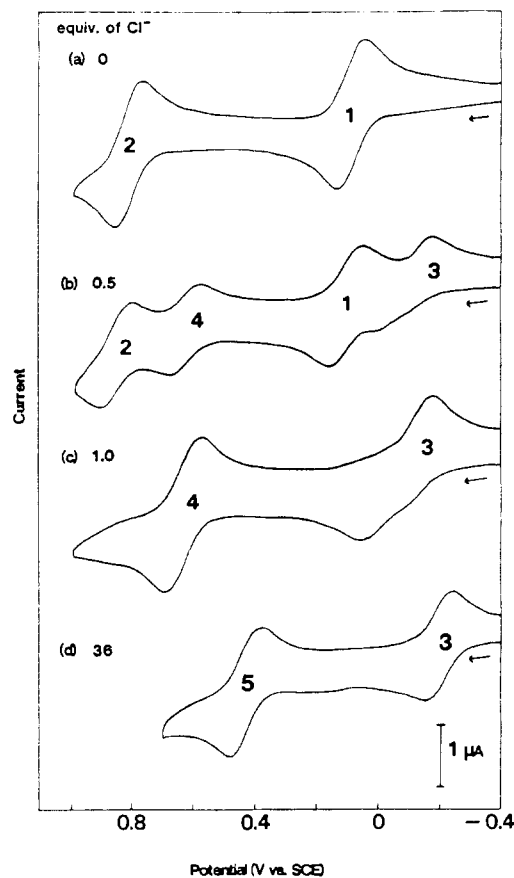 equiv. of Cl⁻
(a) 0
2
1
(b) 0.5
2
4
1
3
(c) 1.0
4
3
(d) 36
5
3
1 μA
Current
0.8 0.4 0 −0.4
Potential (V vs. SCE)